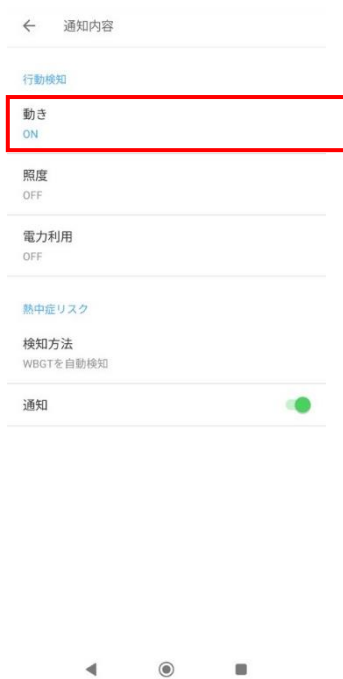 通知内容
行動検知
動き
ON
照度
OFF
電力利用
OFF
熱中症リスク
検知方法
WBGTを自動検知
通知